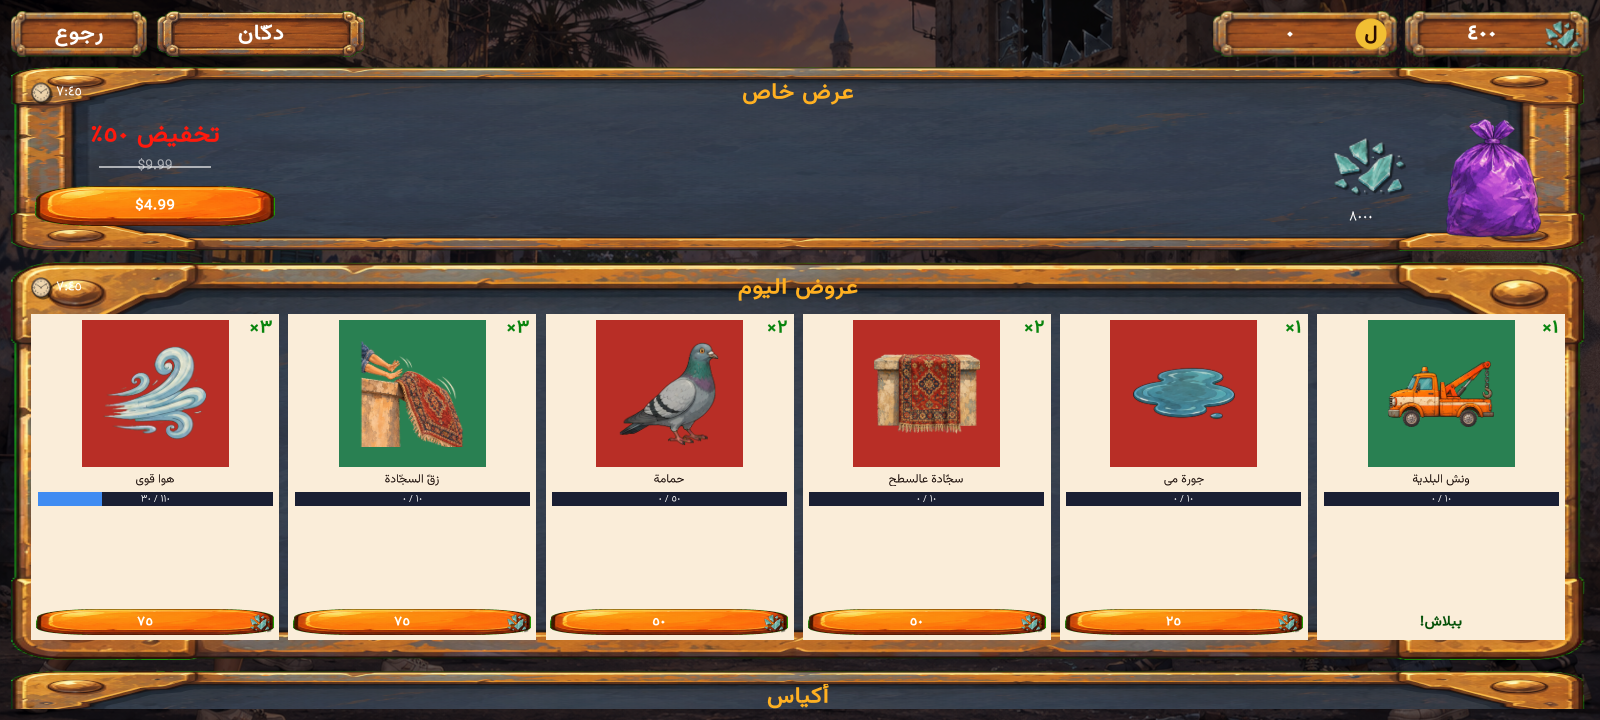 رجوع
دكان
٠
ل
٤٠٠
عرض خاص
٧:٤٥
تخفيض ٥٠٪
$9.99
$4.99
٨٠٠٠
عروض اليوم
٧:٤٥
×١
ونش البلدية
٠ / ١٠
ببلاش!
×١
جورة مي
٠ / ١٠
٢٥
×٢
سجّادة عالسطح
٠ / ١٠
٥٠
×٢
حمامة
٠ / ٥٠
٥٠
×٣
زقّ السجّادة
٠ / ١٠
٧٥
×٣
هوا قوي
٣٠ / ١١٠
٧٥
أكياس